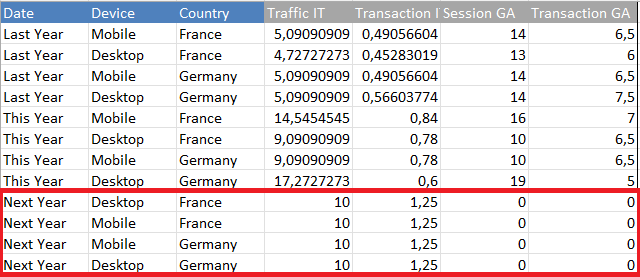 Date Device Country Traffic IT Transaction I Session GA Transaction GA
Last Year Mobile France 5,09090909 0,49056604 14 6,5
Last Year Desktop France 4,72727273 0,45283019 13 6
Last Year Mobile Germany 5,09090909 0,49056604 14 6,5
Last Year Desktop Germany 5,09090909 0,56603774 14 7,5
This Year Mobile France 14,5454545 0,84 16 7
This Year Desktop France 9,09090909 0,78 10 6,5
This Year Mobile Germany 9,09090909 0,78 10 6,5
This Year Desktop Germany 17,2727273 0,6 19 5
Next Year Desktop France 10 1,25 0 0
Next Year Mobile France 10 1,25 0 0
Next Year Mobile Germany 10 1,25 0 0
Next Year Desktop Germany 10 1,25 0 0